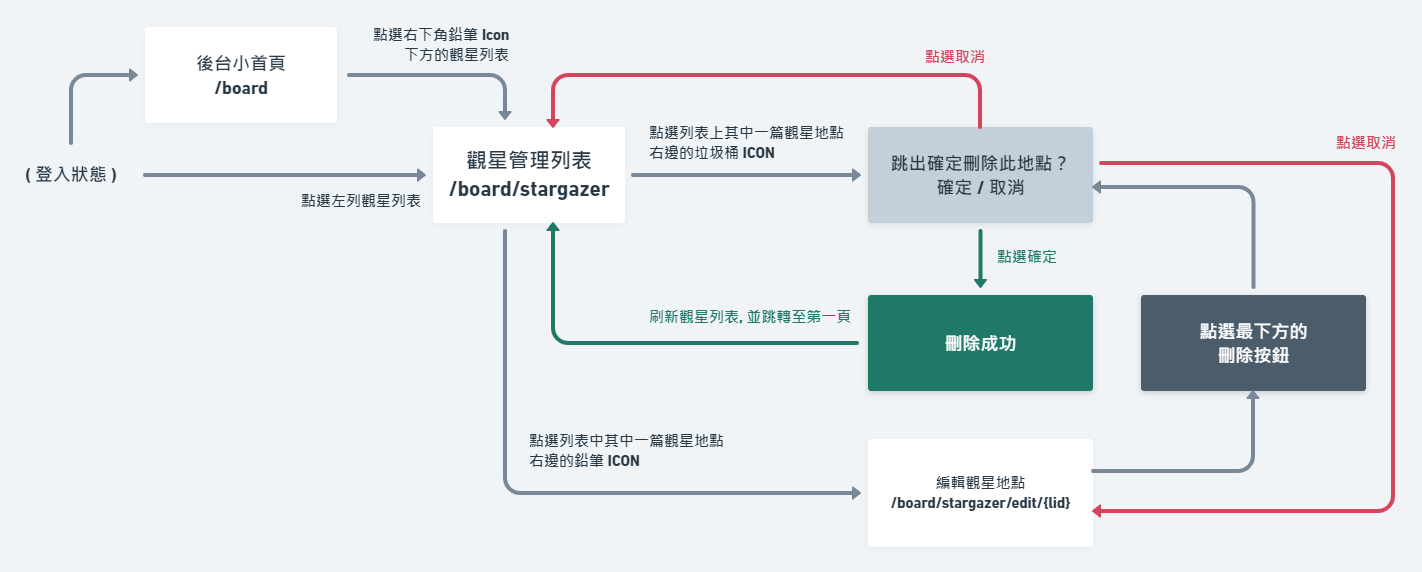 後台小首頁
/board
點選右下角鉛筆 Icon
下方的觀星列表
點選取消
( 登入狀態 )
點選左列觀星列表
觀星管理列表
/board/stargazer
點選列表上其中一篇觀星地點
右邊的垃圾桶 ICON
跳出確定刪除此地點？
確定 / 取消
點選取消
點選確定
刷新觀星列表, 並跳轉至第一頁
刪除成功
點選最下方的
刪除按鈕
點選列表中其中一篇觀星地點
右邊的鉛筆 ICON
編輯觀星地點
/board/stargazer/edit/{lid}